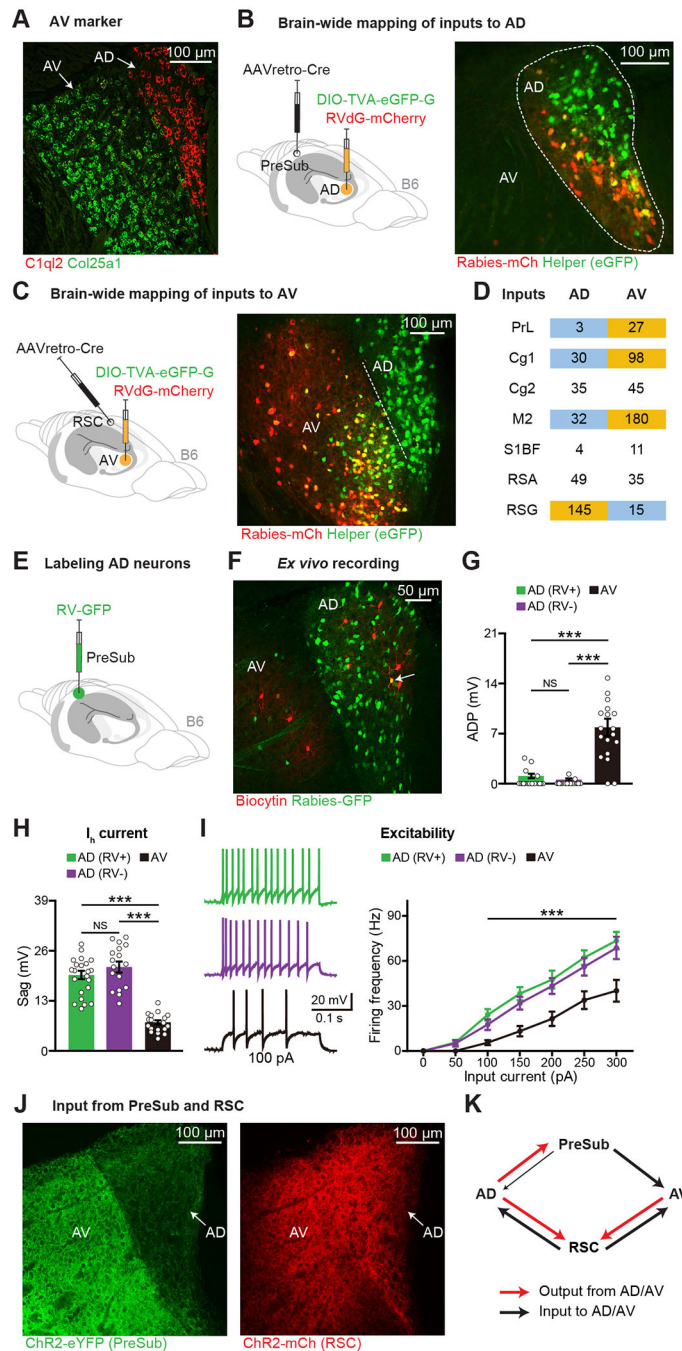 A AV marker
AD
AV
100 µm
C1ql2 Col25a1
B Brain-wide mapping of inputs to AD
AAVretro-Cre
DIO-TVA-eGFP-G
RVdG-mCherry
PreSub
AD
B6
100 µm
AD
AV
Rabies-mCh Helper (eGFP)
C Brain-wide mapping of inputs to AV
AAVretro-Cre
DIO-TVA-eGFP-G
RVdG-mCherry
RSC
AV
B6
100 µm
AD
AV
Rabies-mCh Helper (eGFP)
D Inputs AD AV
PrL 3 27
Cg1 30 98
Cg2 35 45
M2 32 180
S1BF 4 11
RSA 49 35
RSG 145 15
E Labeling AD neurons
RV-GFP
PreSub
B6
F Ex vivo recording
50 µm
AD
AV
Biocytin Rabies-GFP
G
AD (RV+) AV
AD (RV-)
ADP (mV)
21
14
7
0
***
***
NS
H Ih current
AD (RV+) AV
AD (RV-)
Sag (mV)
39
26
13
0
***
NS ***
I Excitability
20 mV
0.1 s
100 pA
AD (RV+) AD (RV-) AV
***
Firing frequency (Hz)
90
60
30
0
0 50 100 150 200 250 300
Input current (pA)
J Input from PreSub and RSC
100 µm
AV
AD
ChR2-eYFP (PreSub)
100 µm
AV
AD
ChR2-mCh (RSC)
K
PreSub
AD
AV
RSC
Output from AD/AV
Input to AD/AV